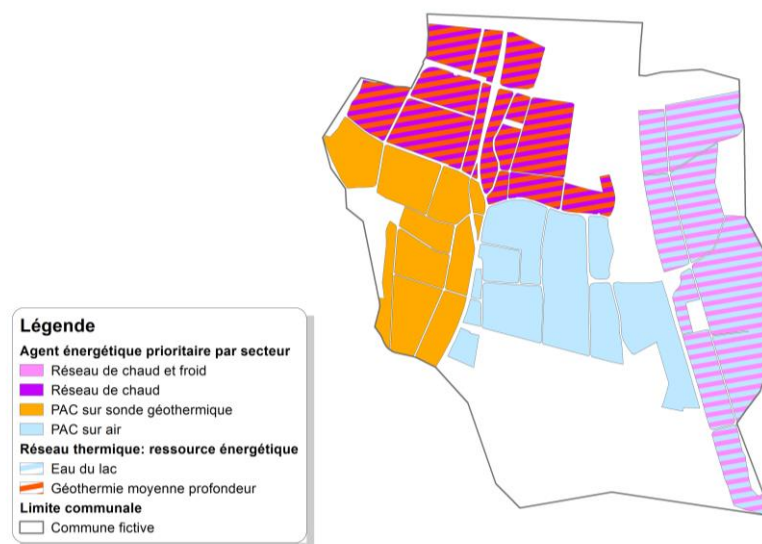 Légende
Agent énergétique prioritaire par secteur
Réseau de chaud et froid
Réseau de chaud
PAC sur sonde géothermique
PAC sur air
Réseau thermique: ressource énergétique
Eau du lac
Géothermie moyenne profondeur
Limite communale
Commune fictive